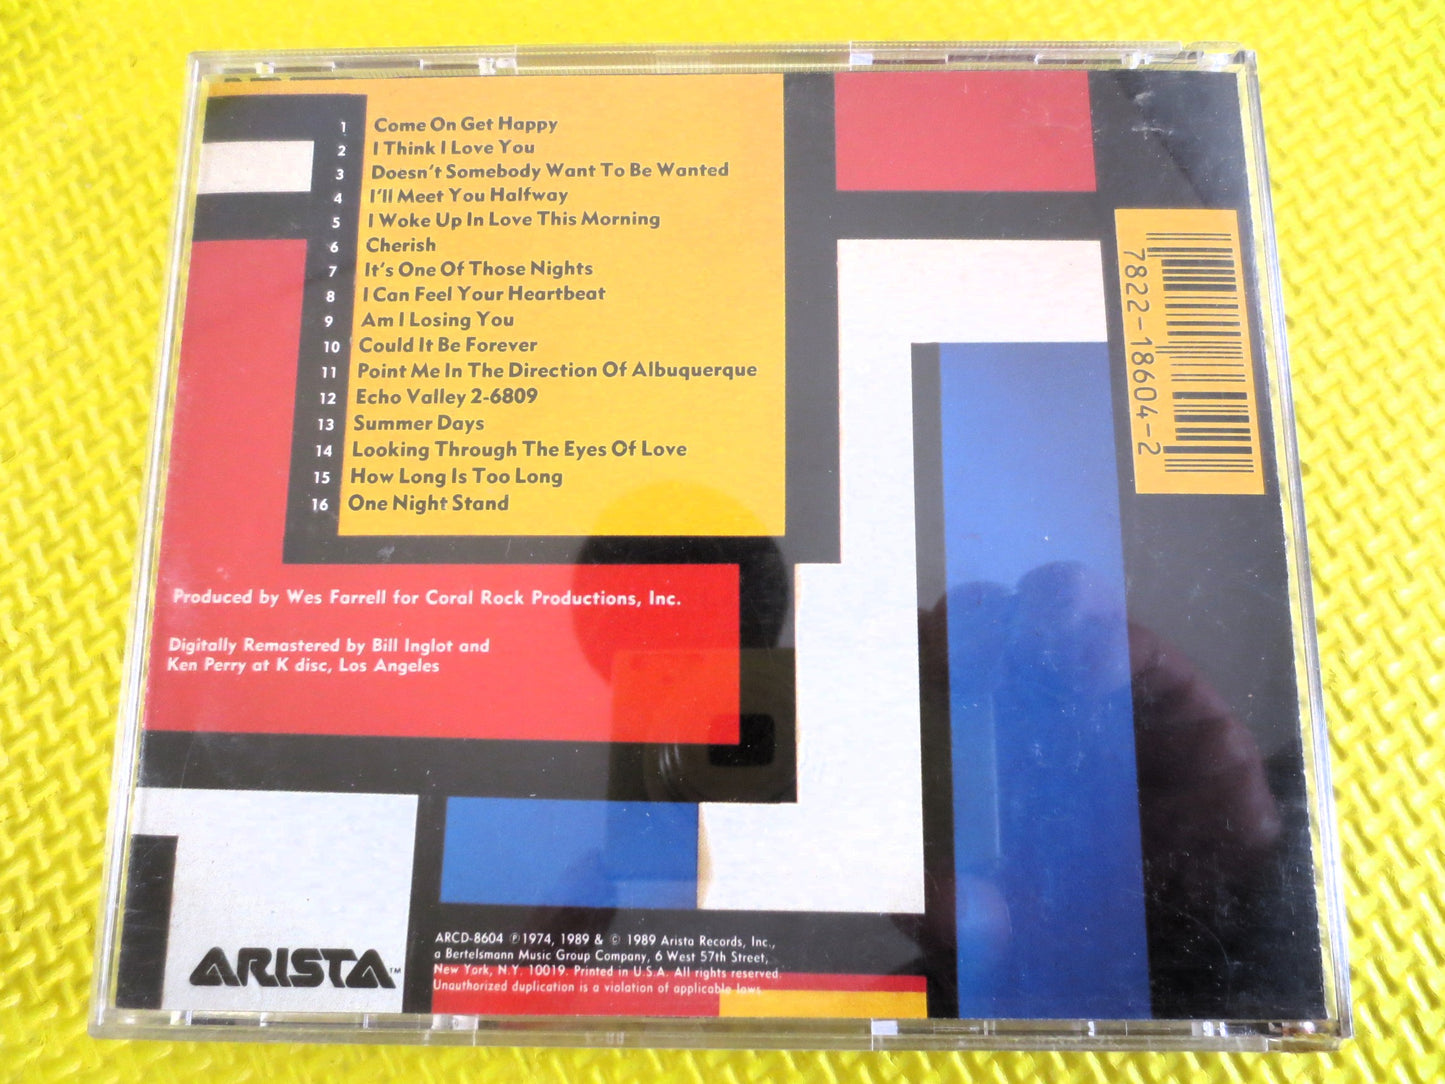 1 Come On Get Happy
2 I Think I Love You
3 Doesn't Somebody Want To Be Wanted
4 I'll Meet You Halfway
5 I Woke Up In Love This Morning
6 Cherish
7 It's One Of Those Nights
8 I Can Feel Your Heartbeat
9 Am I Losing You
10 Could It Be Forever
11 Point Me In The Direction Of Albuquerque
12 Echo Valley 2-6809
13 Summer Days
14 Looking Through The Eyes Of Love
15 How Long Is Too Long
16 One Night Stand
7822-18604-2
Produced by Wes Farrell for Coral Rock Productions, Inc.
Digitally Remastered by Bill Inglot and
Ken Perry at K disc, Los Angeles
ARISTA™
ARCD-8604 ℗1974, 1989 & © 1989 Arista Records, Inc.,
a Bertelsmann Music Group Company, 6 West 57th Street,
New York, N.Y. 10019. Printed in U.S.A. All rights reserved.
Unauthorized duplication is a violation of applicable laws.